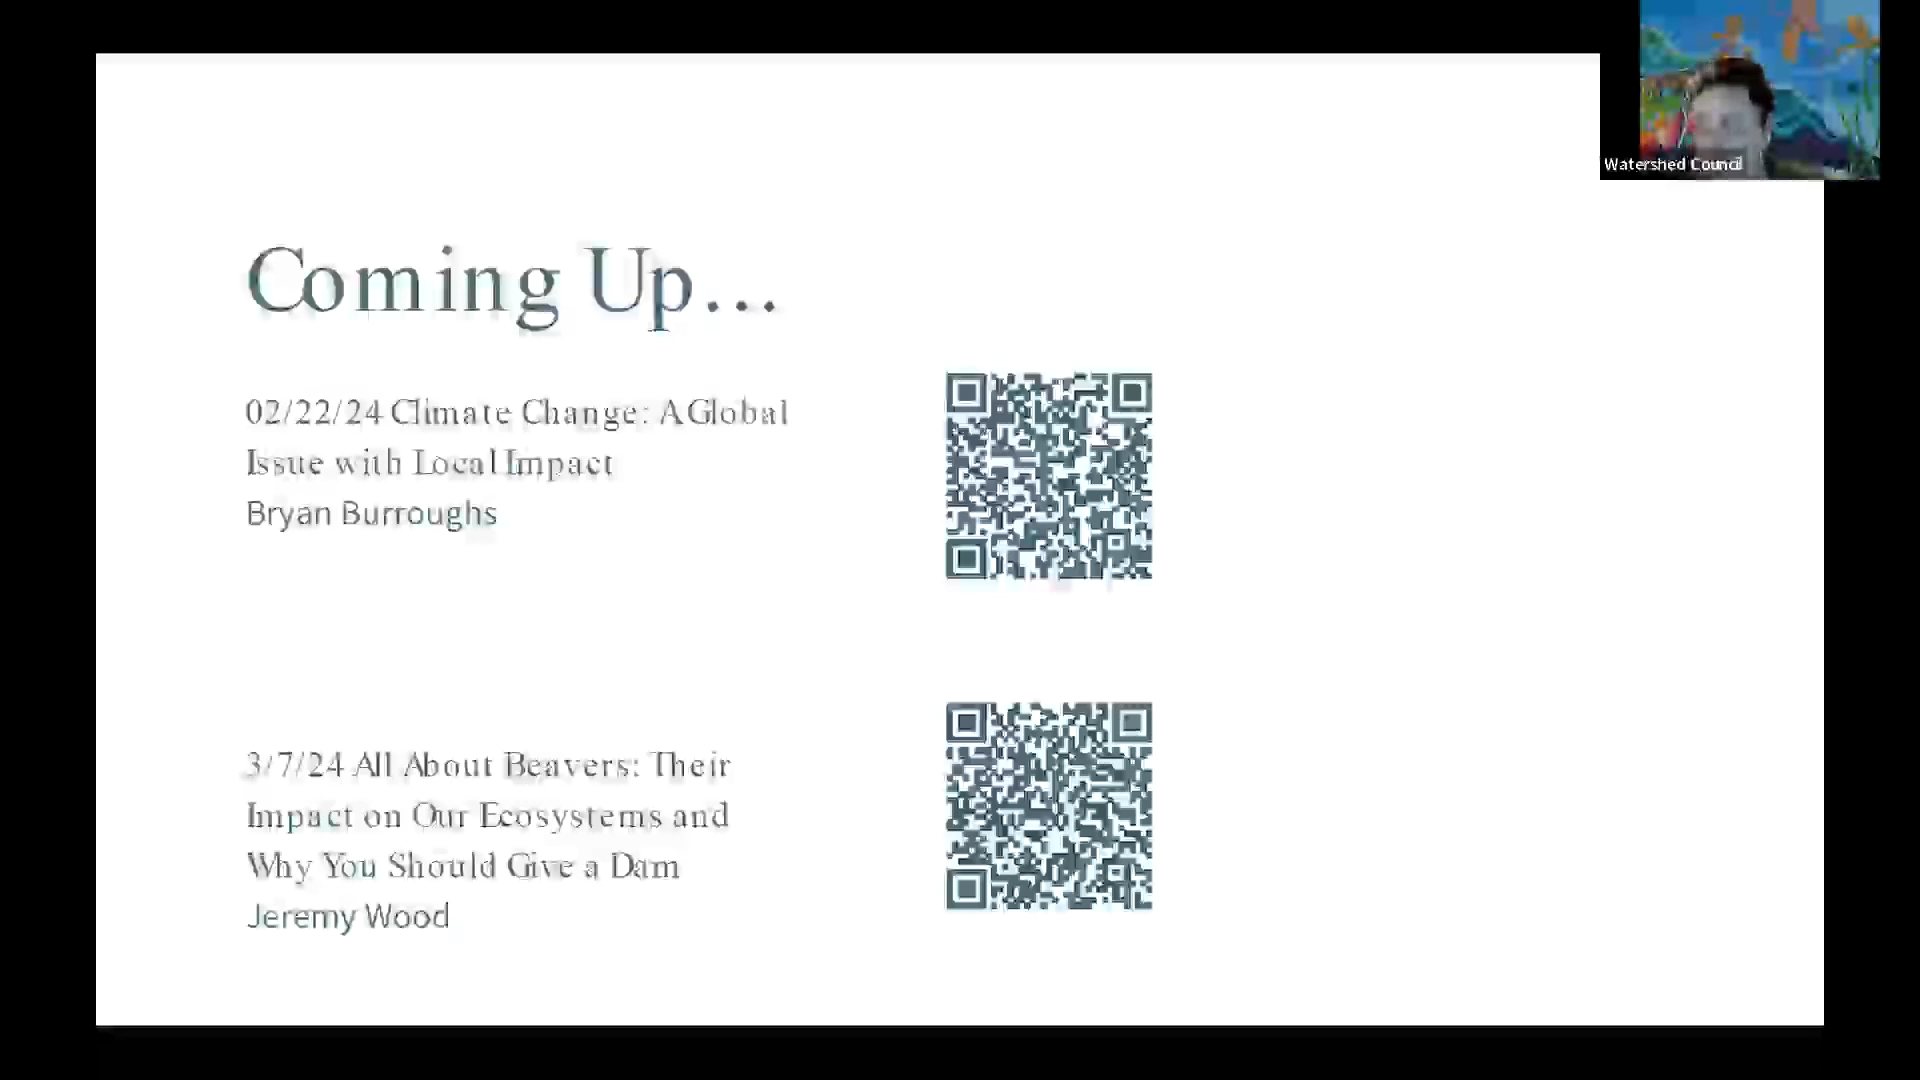 Watershed Council
Coming Up...
02/22/24 Climate Change: A Global
Issue with Local Impact
Bryan Burroughs
3/7/24 All About Beavers: Their
Impact on Our Ecosystems and
Why You Should Give a Dam
Jeremy Wood